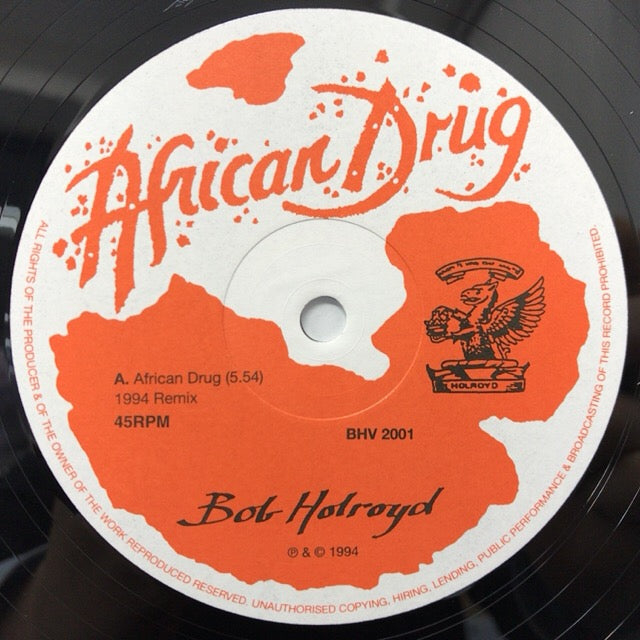 African Drug
HOLROYD
A. African Drug (5.54)
1994 Remix
45RPM
BHV 2001
Bob Holroyd
℗ & © 1994
ALL RIGHTS OF THE PRODUCER & OF THE OWNER OF THE WORK REPRODUCED RESERVED. UNAUTHORISED COPYING, HIRING, LENDING, PUBLIC PERFORMANCE & BROADCASTING OF THIS RECORD PROHIBITED.